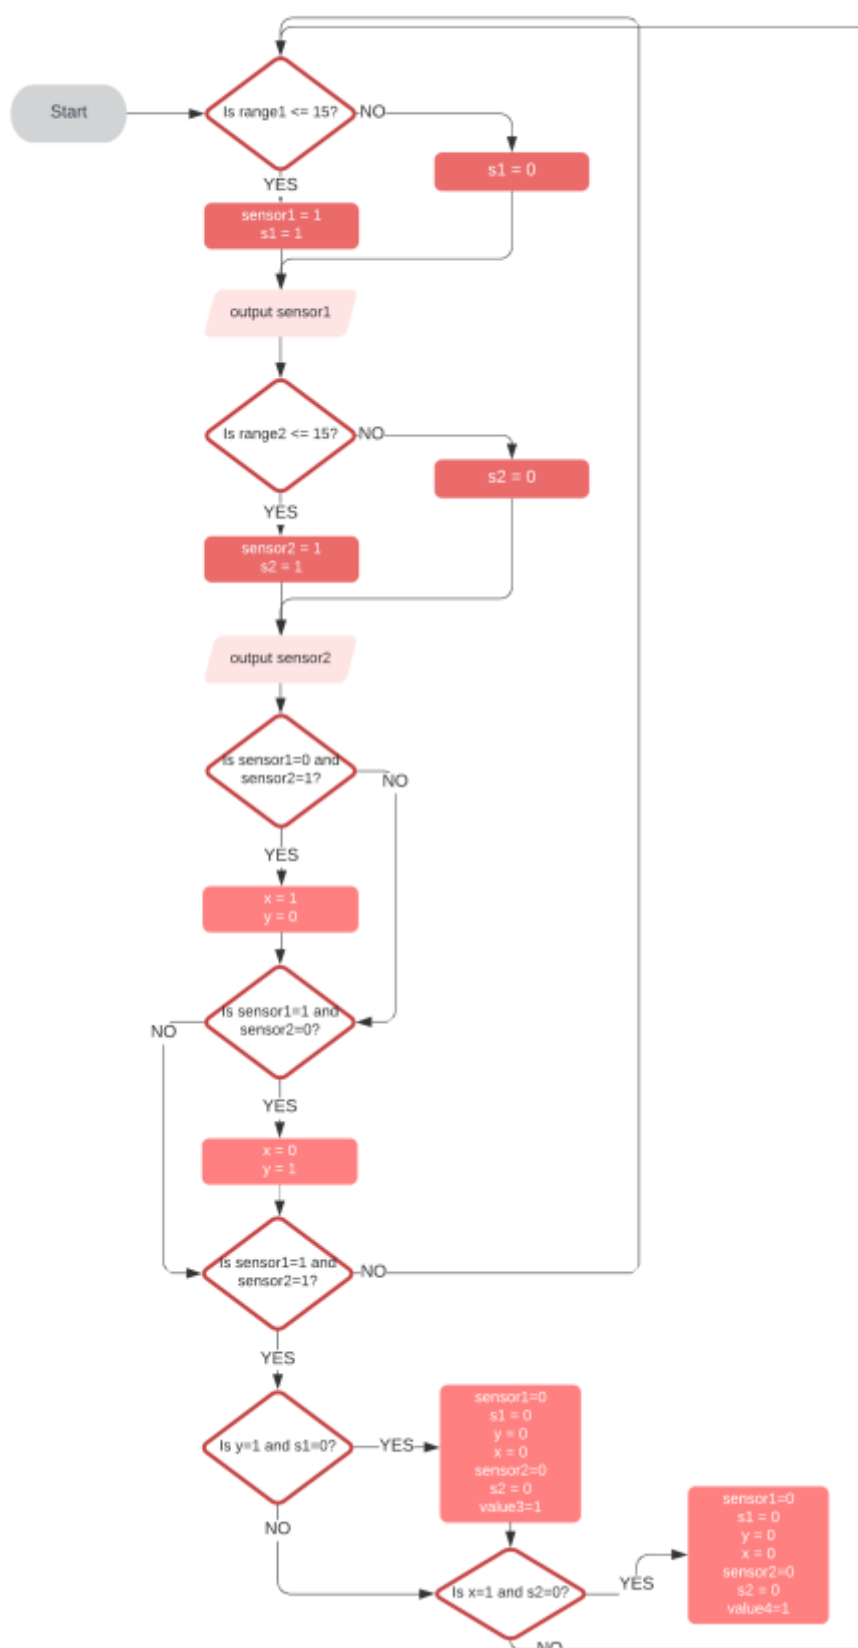 Start
Is range1 <= 15?
NO
s1 = 0
YES
sensor1 = 1
s1 = 1
output sensor1
Is range2 <= 15?
NO
s2 = 0
YES
sensor2 = 1
s2 = 1
output sensor2
Is sensor1=0 and
sensor2=1?
NO
YES
x = 1
y = 0
Is sensor1=1 and
sensor2=0?
NO
YES
x = 0
y = 1
Is sensor1=1 and
sensor2=1?
NO
YES
Is y=1 and s1=0?
YES
sensor1=0
s1 = 0
y = 0
x = 0
sensor2=0
s2 = 0
value3=1
NO
Is x=1 and s2=0?
YES
sensor1=0
s1 = 0
y = 0
x = 0
sensor2=0
s2 = 0
value4=1
NO